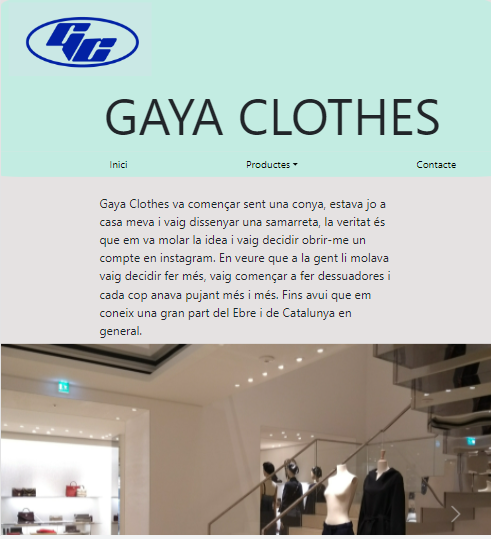 GC
GAYA CLOTHES
Inici
Productes
Contacte
Gaya Clothes va començar sent una conya, estava jo a
casa meva i vaig dissenyar una samarreta, la veritat és
que em va molar la idea i vaig decidir obrir-me un
compte en instagram. En veure que a la gent li molava
vaig decidir fer més, vaig començar a fer dessuadores i
cada cop anava pujant més i més. Fins avui que em
coneix una gran part del Ebre i de Catalunya en
general.